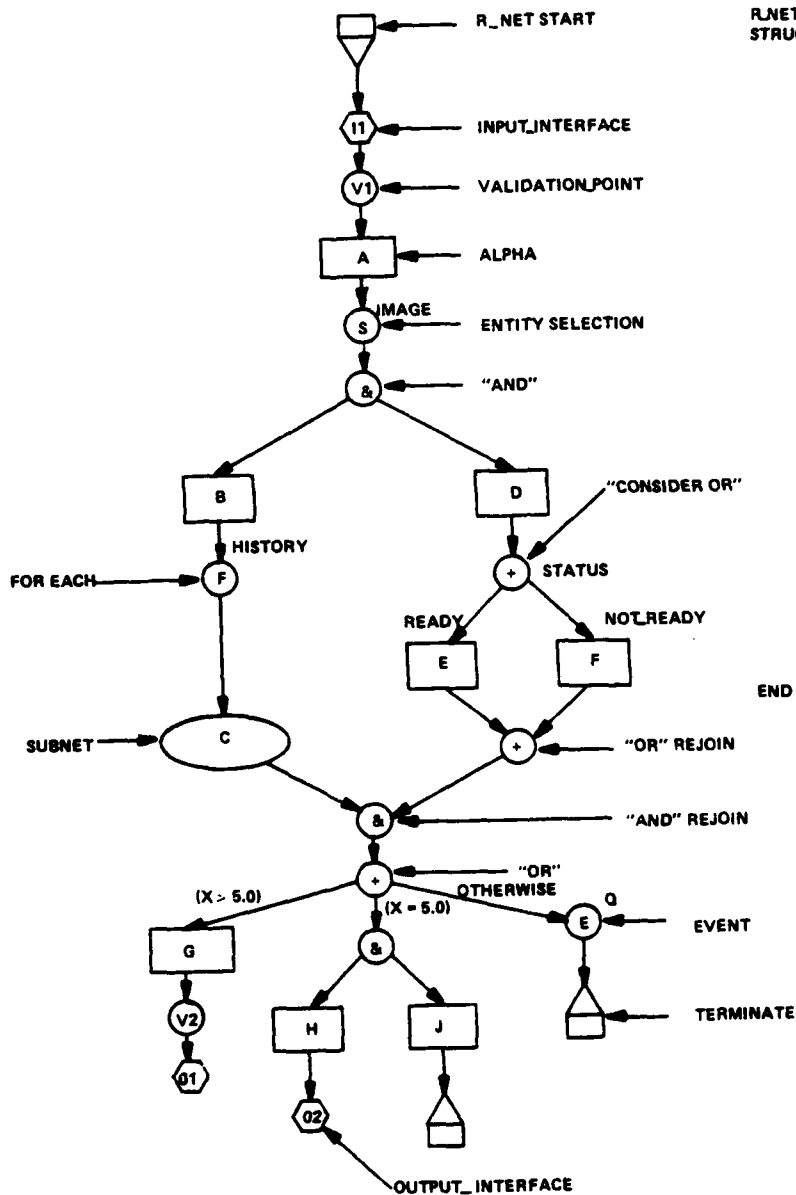 R_NET START
R_NET
STRUC
I1
INPUT_INTERFACE
V1
VALIDATION_POINT
A
ALPHA
IMAGE
S
ENTITY SELECTION
&
"AND"
B
D
"CONSIDER OR"
HISTORY
FOR EACH
F
+
STATUS
READY
NOT_READY
E
F
END
SUBNET
C
+
"OR" REJOIN
&
"AND" REJOIN
+
"OR"
(X > 5.0)
(X = 5.0)
OTHERWISE
Q
E
EVENT
G
&
V2
H
J
TERMINATE
01
02
OUTPUT_INTERFACE